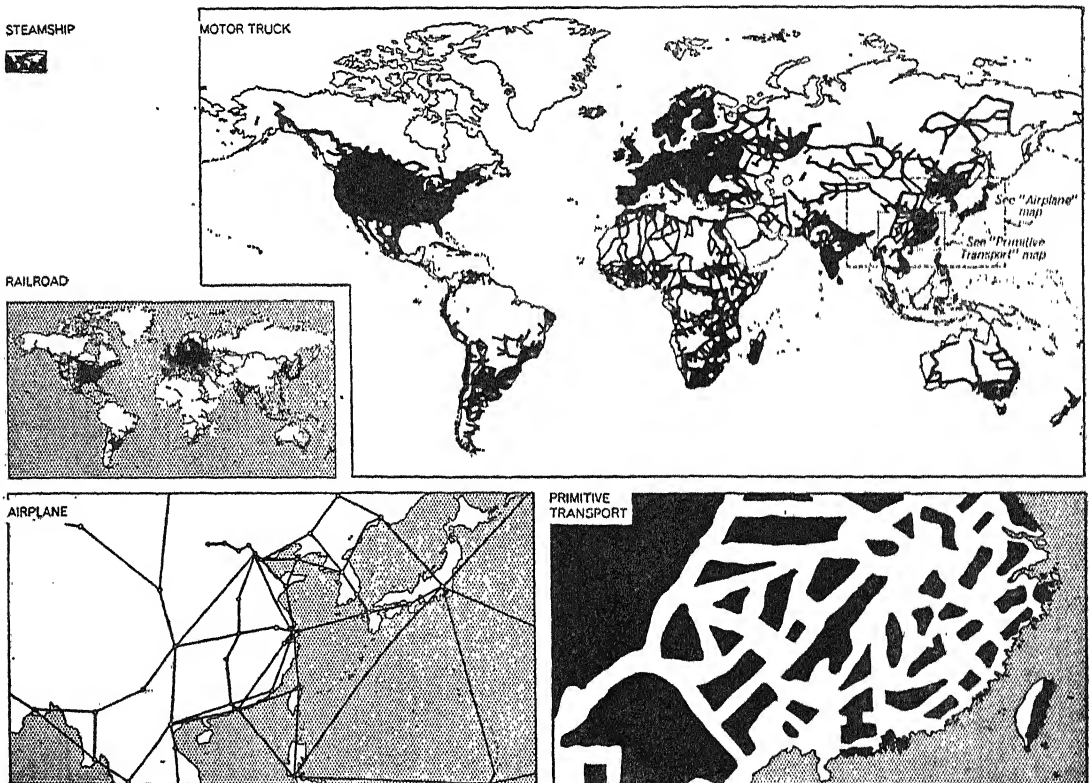 STEAMSHIP
MOTOR TRUCK
See "Airplane"
map
See "Primitive
Transport" map
RAILROAD
AIRPLANE
PRIMITIVE
TRANSPORT